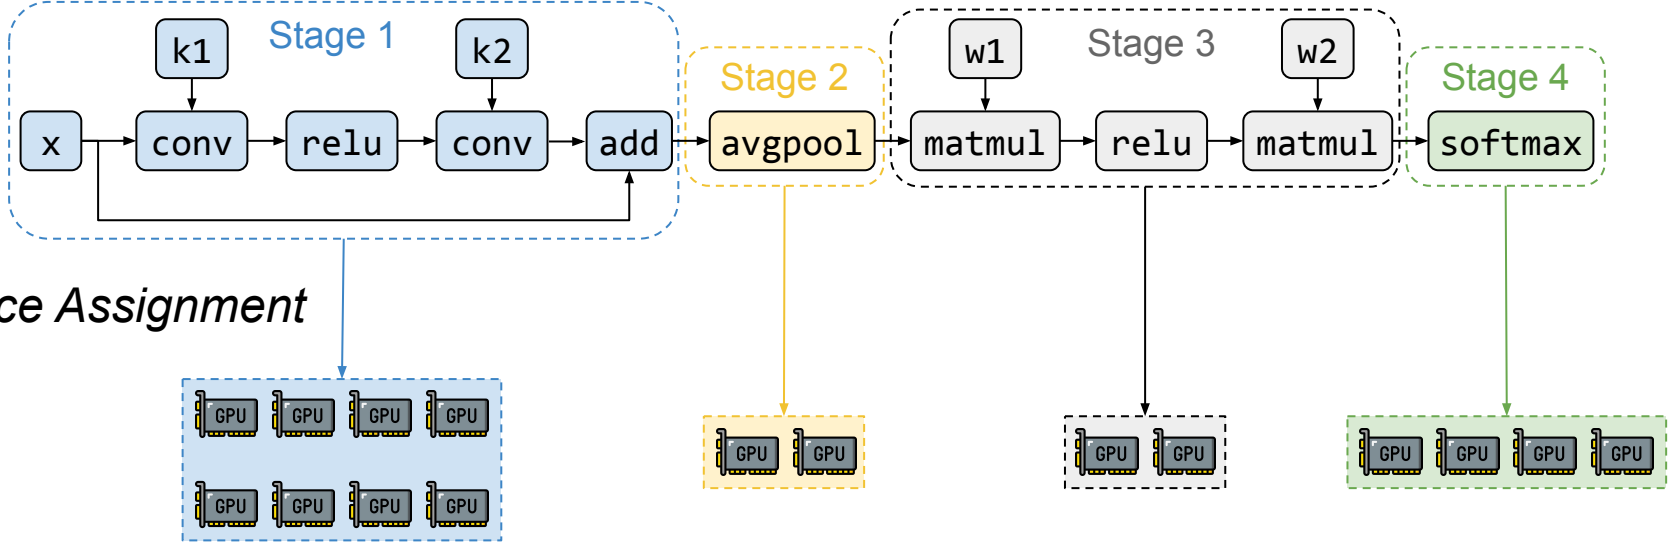 Stage 1
k1
k2
x
conv
relu
conv
add
Stage 2
avgpool
Stage 3
w1
w2
matmul
relu
matmul
Stage 4
softmax
ce Assignment
GPU GPU GPU GPU
GPU GPU GPU GPU
GPU GPU
GPU GPU
GPU GPU GPU GPU